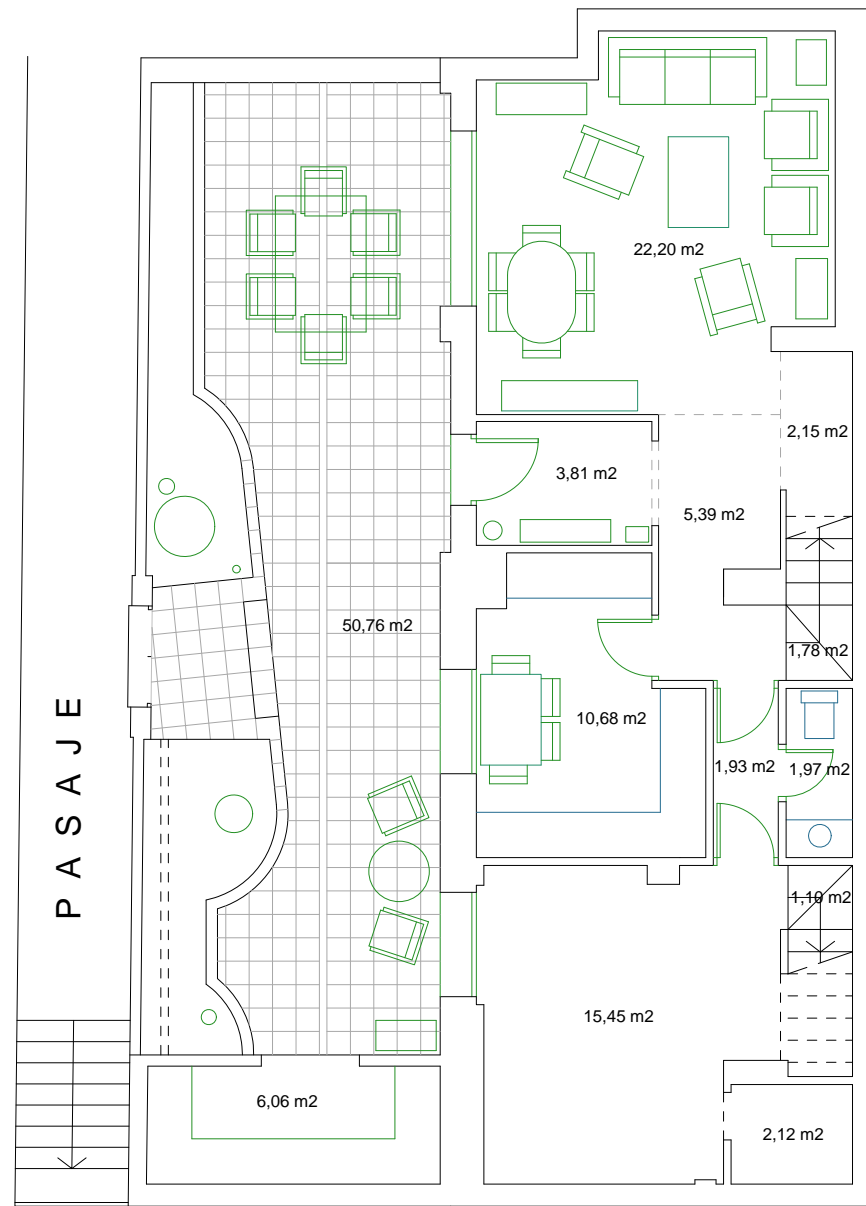 22,20 m2
2,15 m2
3,81 m2
5,39 m2
50,76 m2
1,78 m2
10,68 m2
1,93 m2
1,97 m2
PASAJE
1,10 m2
15,45 m2
6,06 m2
2,12 m2